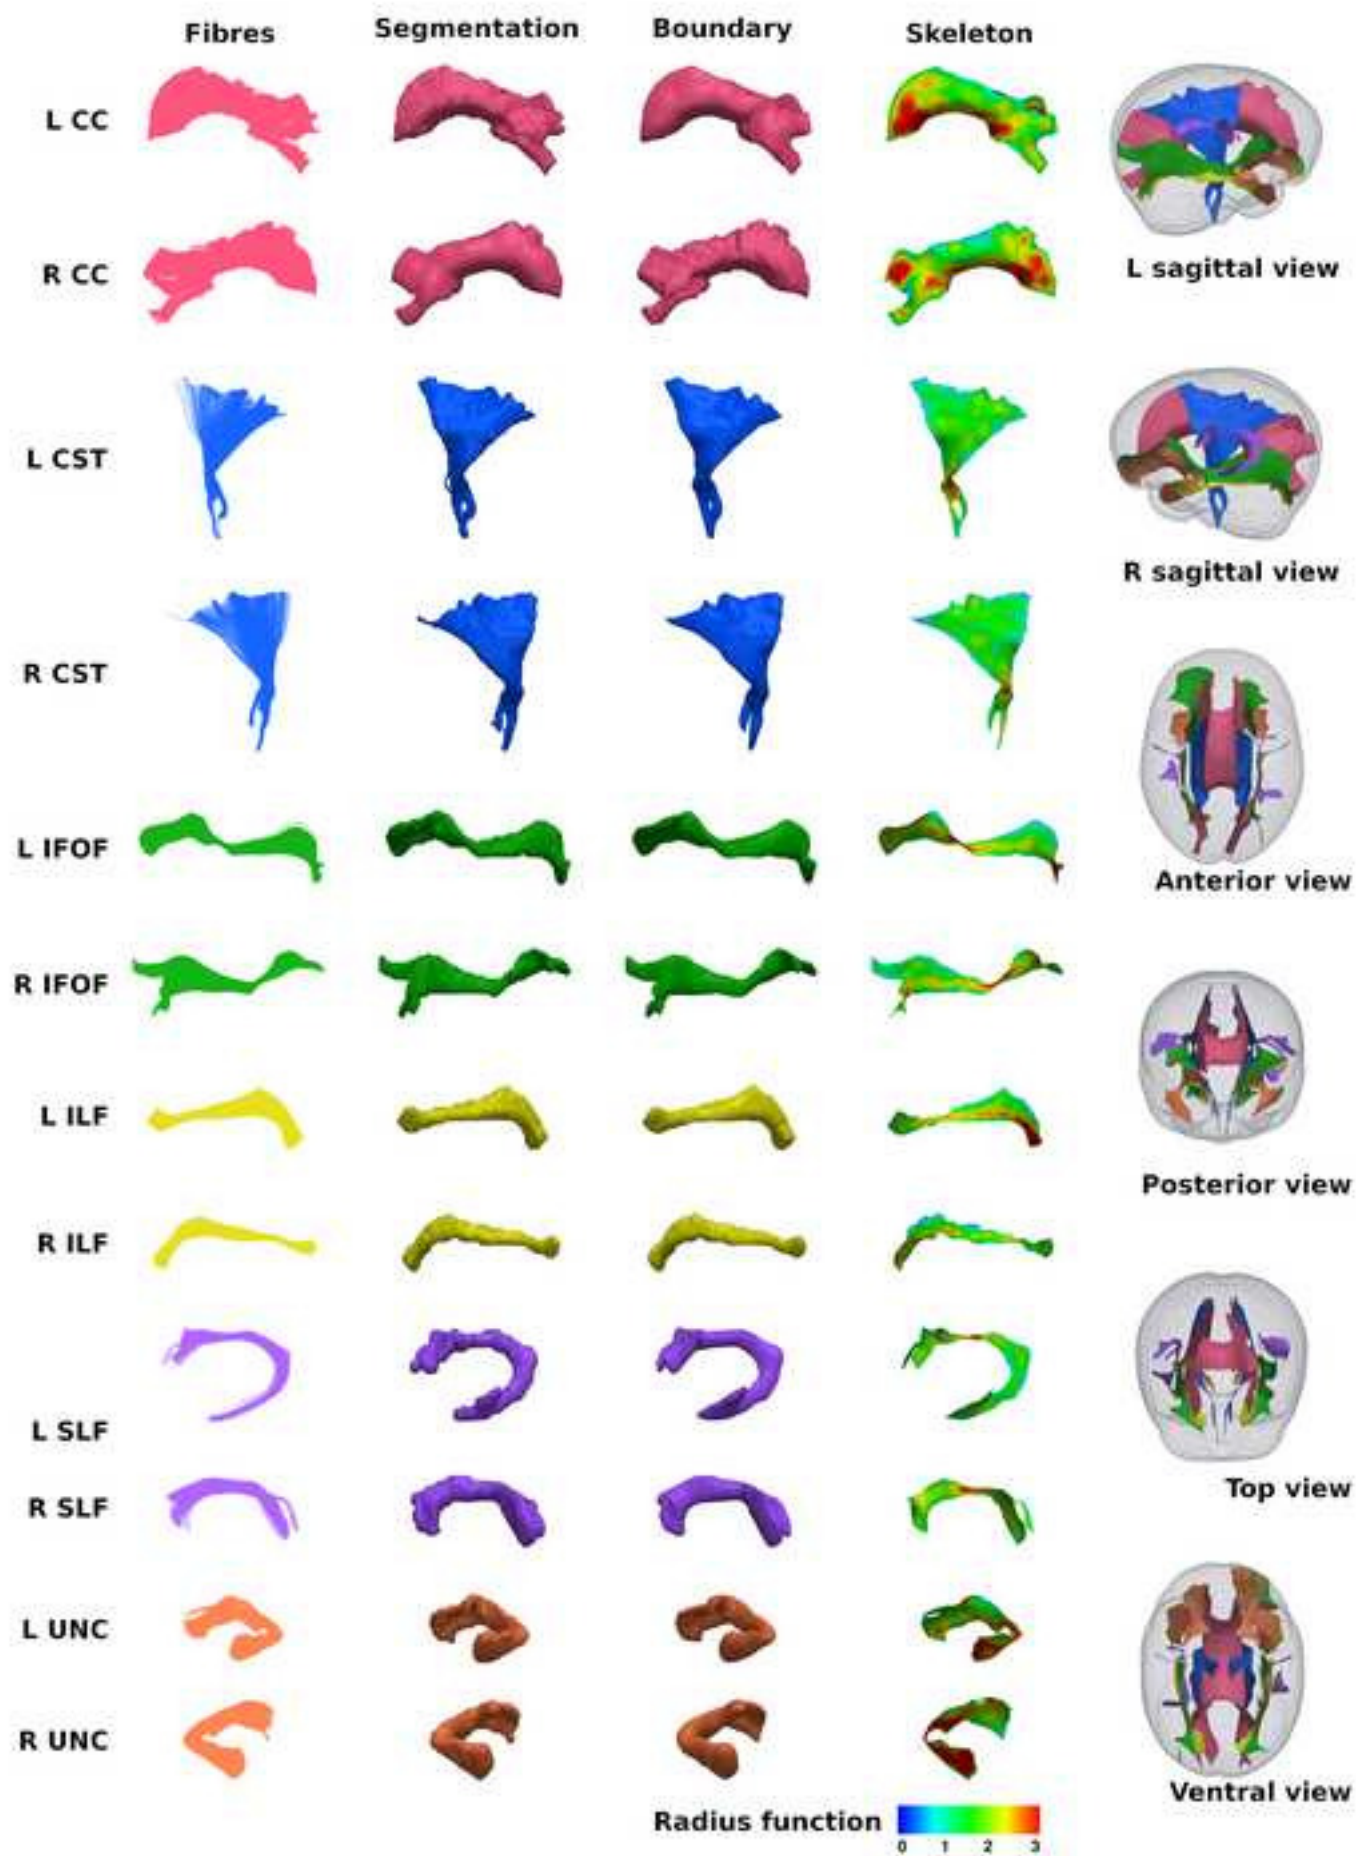 Fibres Segmentation Boundary Skeleton
L CC
L sagittal view
R CC
L CST
R sagittal view
R CST
L IFOF
Anterior view
R IFOF
L ILF
Posterior view
R ILF
L SLF
Top view
R SLF
L UNC
R UNC
Ventral view
Radius function
0 1 2 3